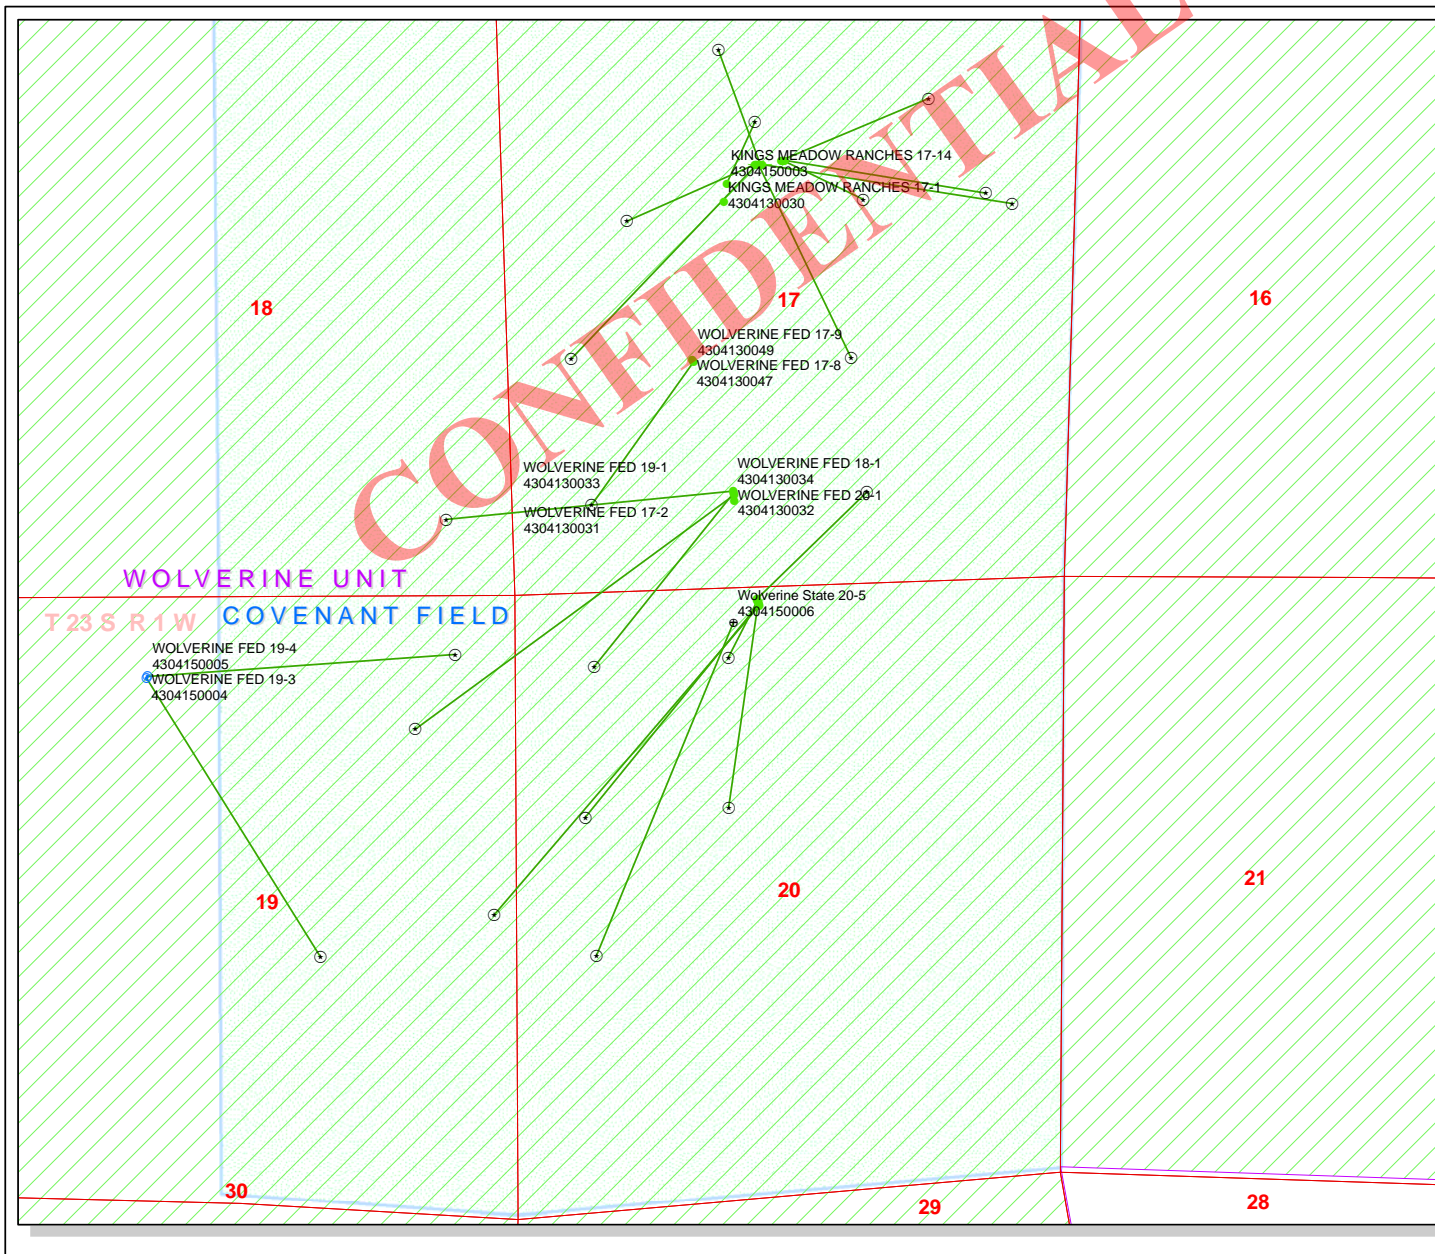 CONFIDENTIAL
KINGS MEADOW RANCHES 17-14
4304150003
KINGS MEADOW RANCHES 17-1
4304130030
18
17
16
WOLVERINE FED 17-9
4304130049
WOLVERINE FED 17-8
4304130047
WOLVERINE FED 19-1
4304130033
WOLVERINE FED 18-1
4304130034
WOLVERINE FED 20-1
4304130032
WOLVERINE FED 17-2
4304130031
WOLVERINE UNIT
T 23 S R 1 W
COVENANT FIELD
Wolverine State 20-5
4304150006
WOLVERINE FED 19-4
4304150005
WOLVERINE FED 19-3
4304150004
19
20
21
30
29
28